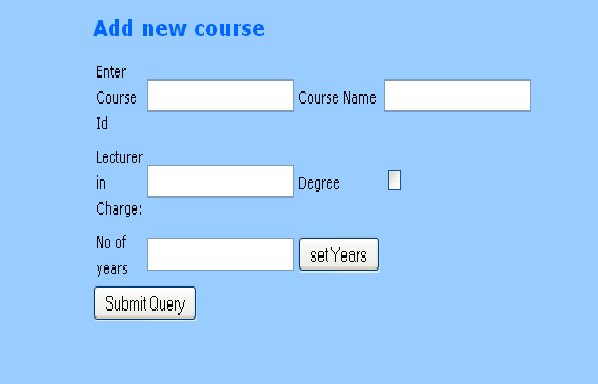 Add new course
Enter
Course
Id
Course Name
Lecturer
in
Charge:
Degree
No of
years
set Years
Submit Query